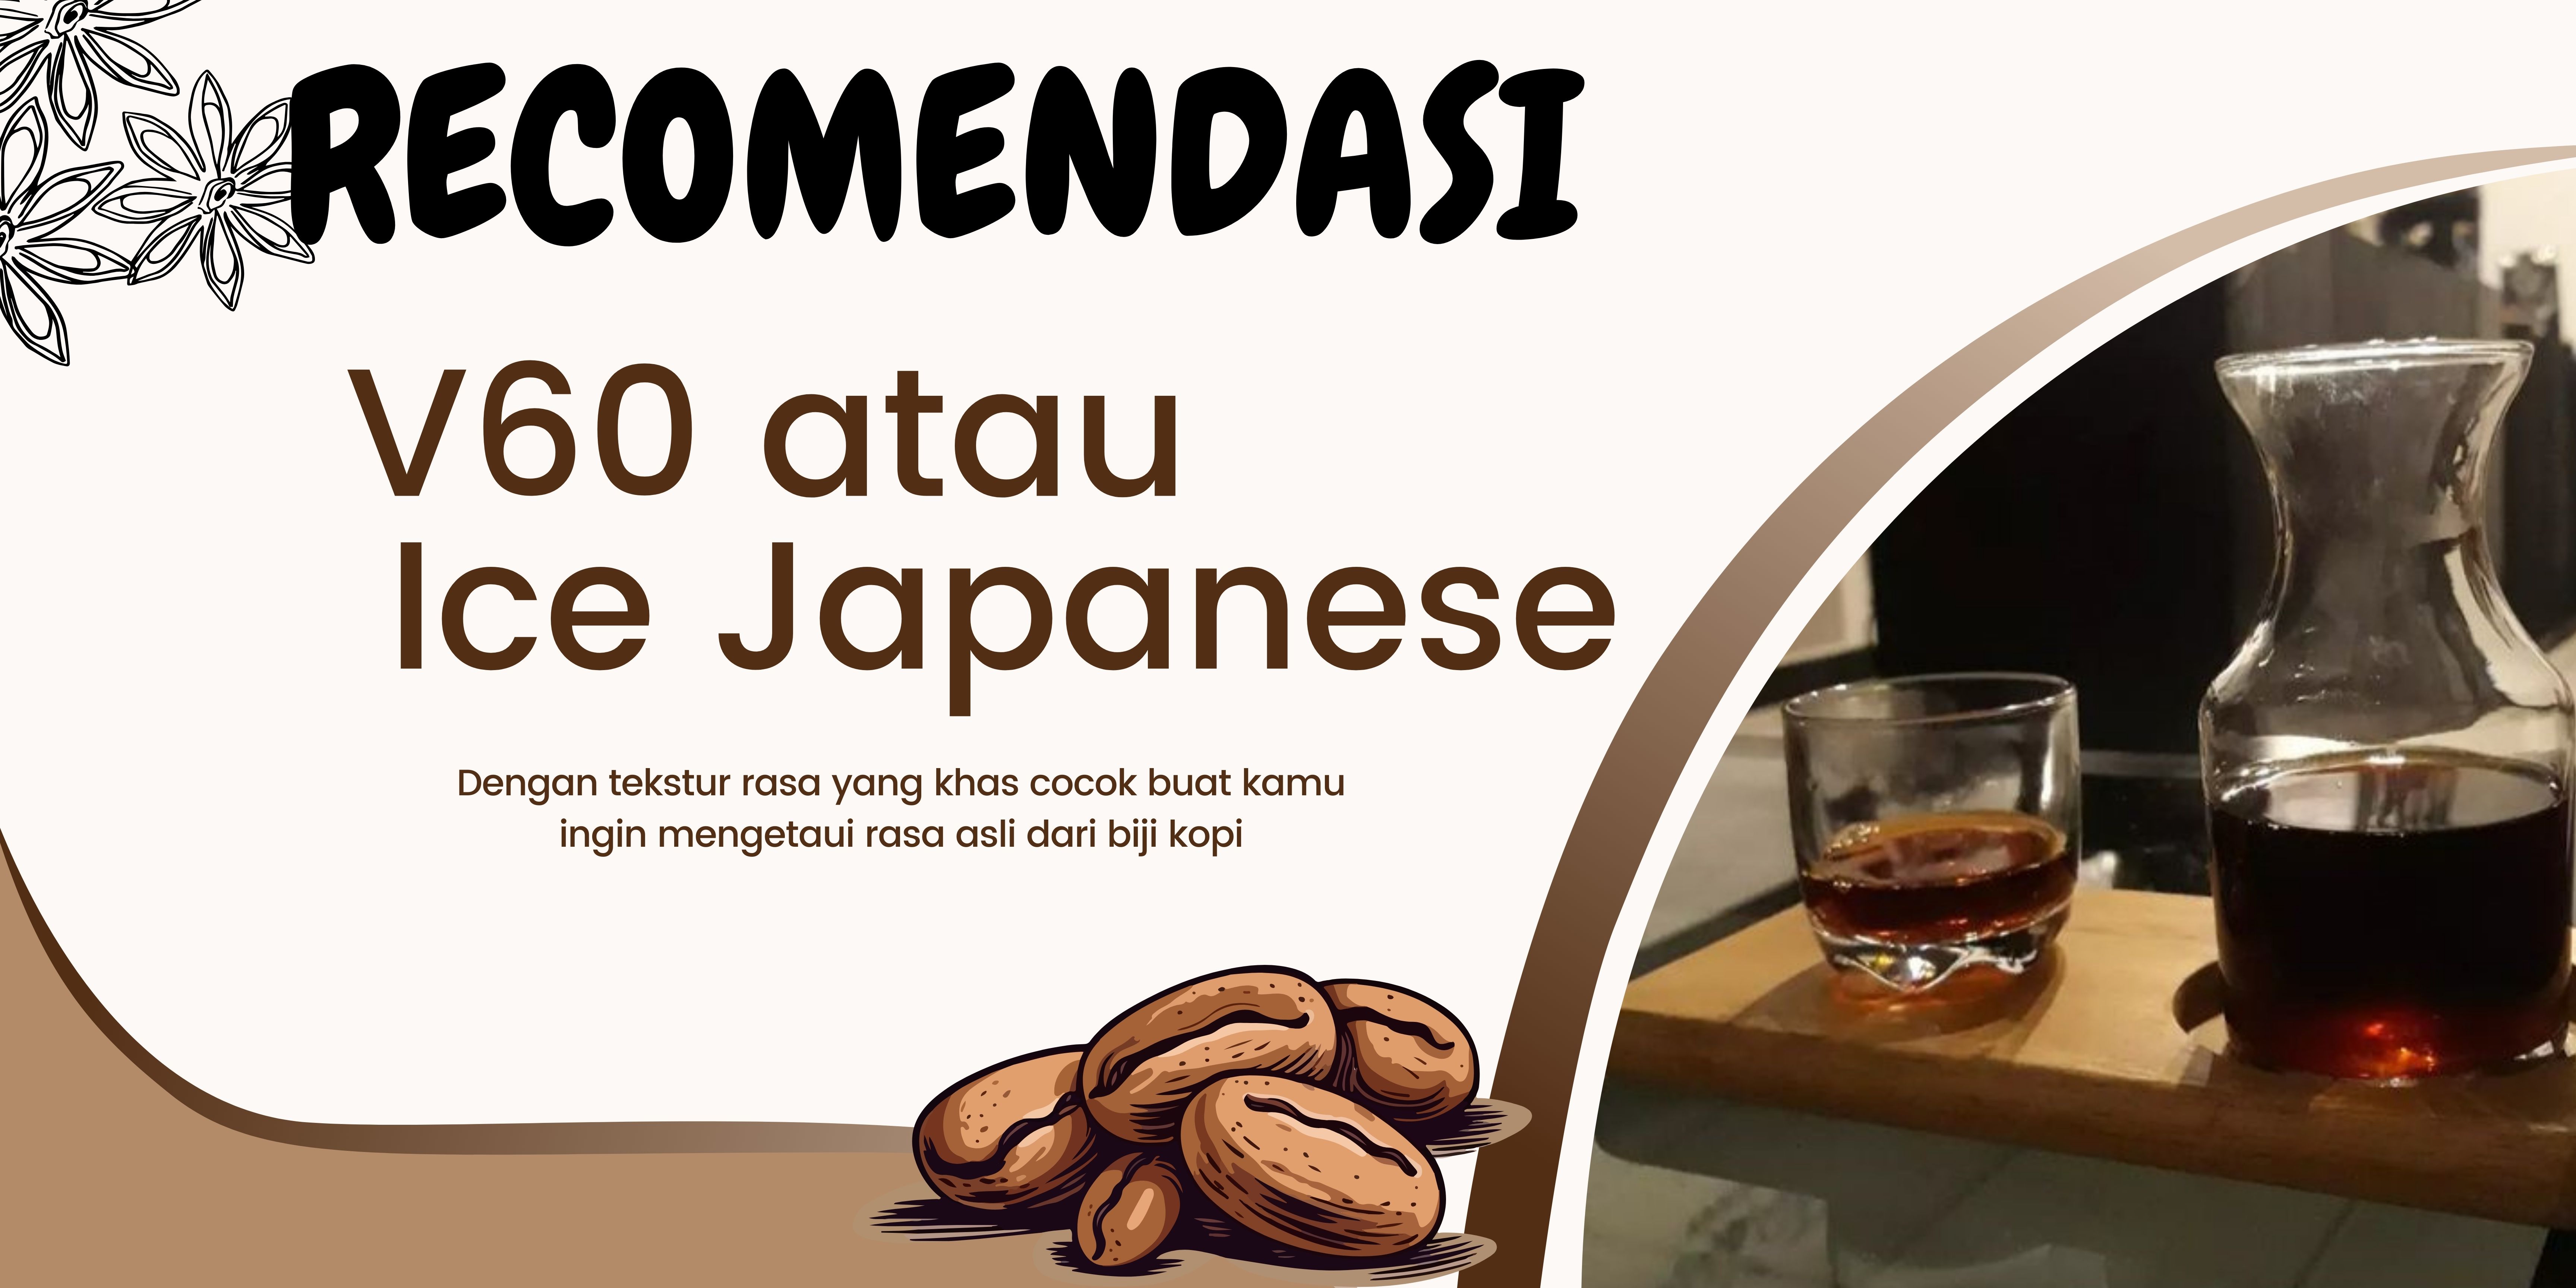 RECOMENDASI
V60 atau
Ice Japanese
Dengan tekstur rasa yang khas cocok buat kamu
ingin mengetaui rasa asli dari biji kopi